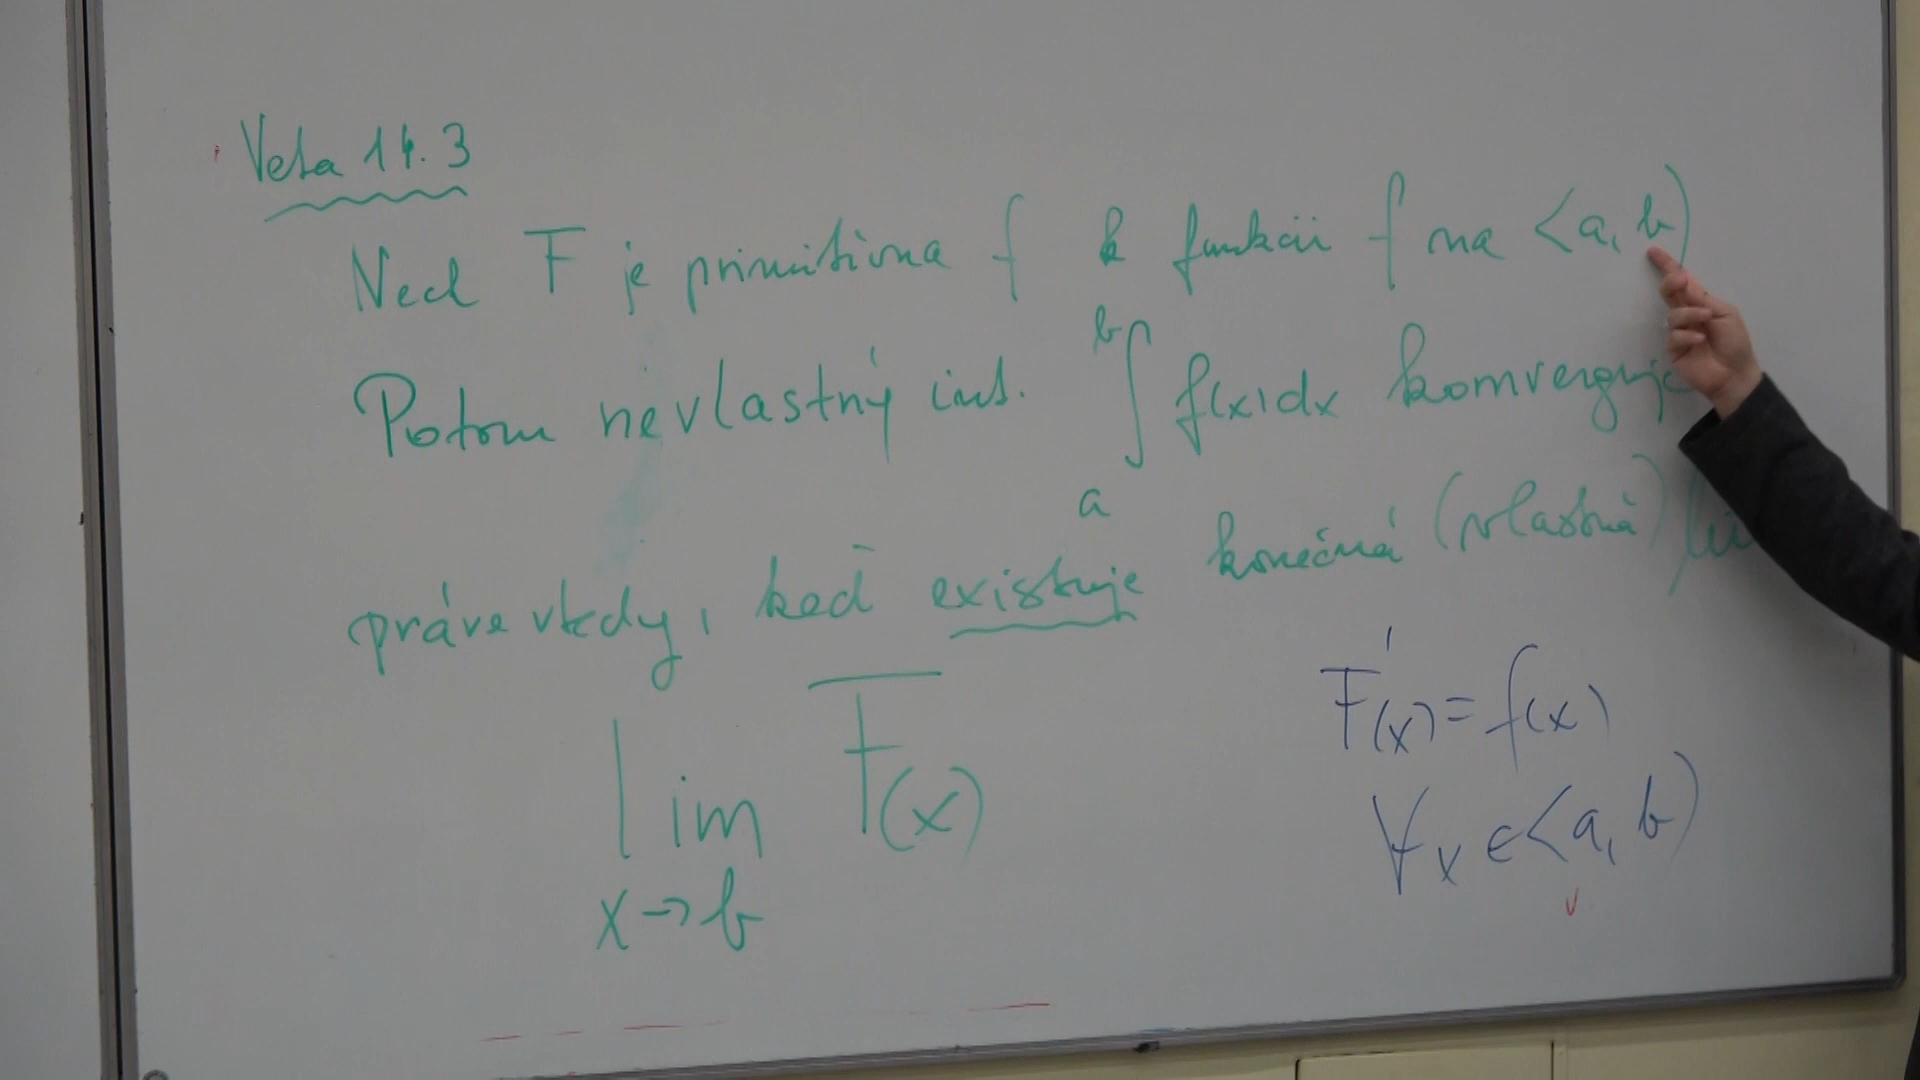 Veta 14.3
Nech F je primitívna f k funkcii f na <a, b)
Potom nevlastný int. ∫ f(x)dx konverguje
b
a
práve vtedy, keď existuje konečná (vlastná)
lim F(x)
x→b
F'(x) = f(x)
∀x ∈ <a, b)